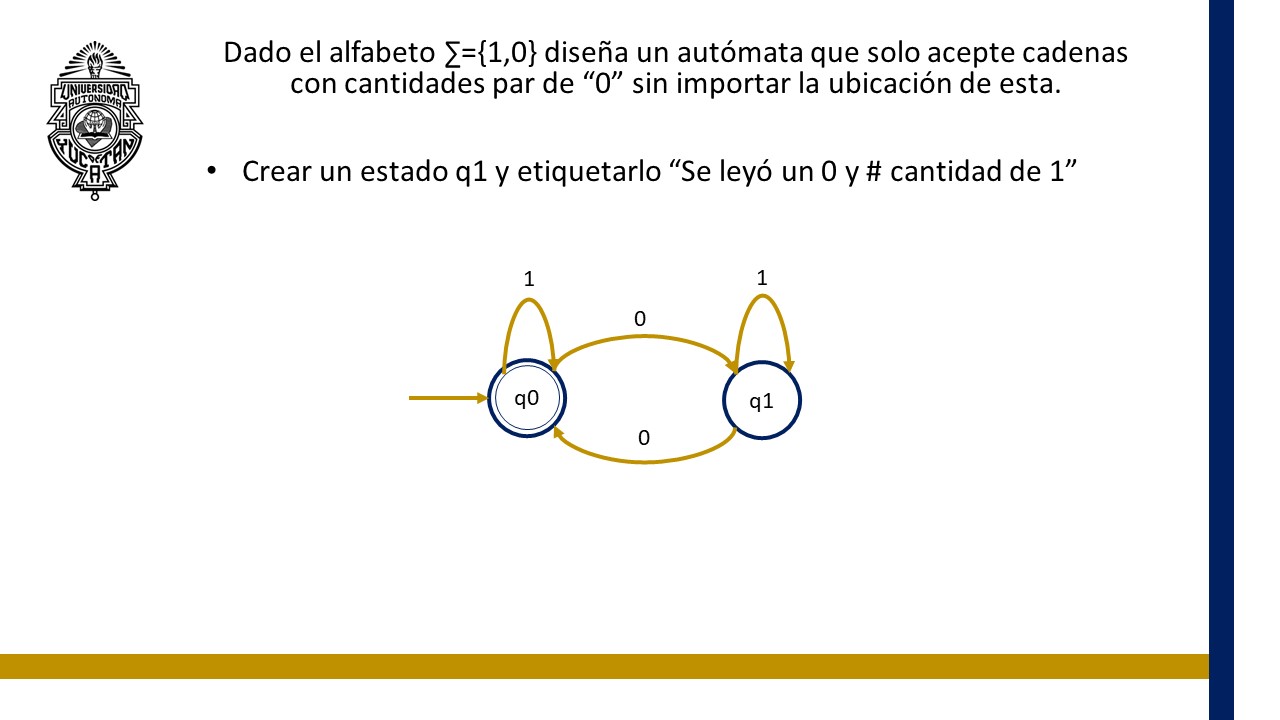 Dado el alfabeto ∑={1,0} diseña un autómata que solo acepte cadenas
con cantidades par de “0” sin importar la ubicación de esta.
UNIVERSIDAD
AUTONOMA
YUCATAN
• Crear un estado q1 y etiquetarlo “Se leyó un 0 y # cantidad de 1”
1
1
0
q0
q1
0